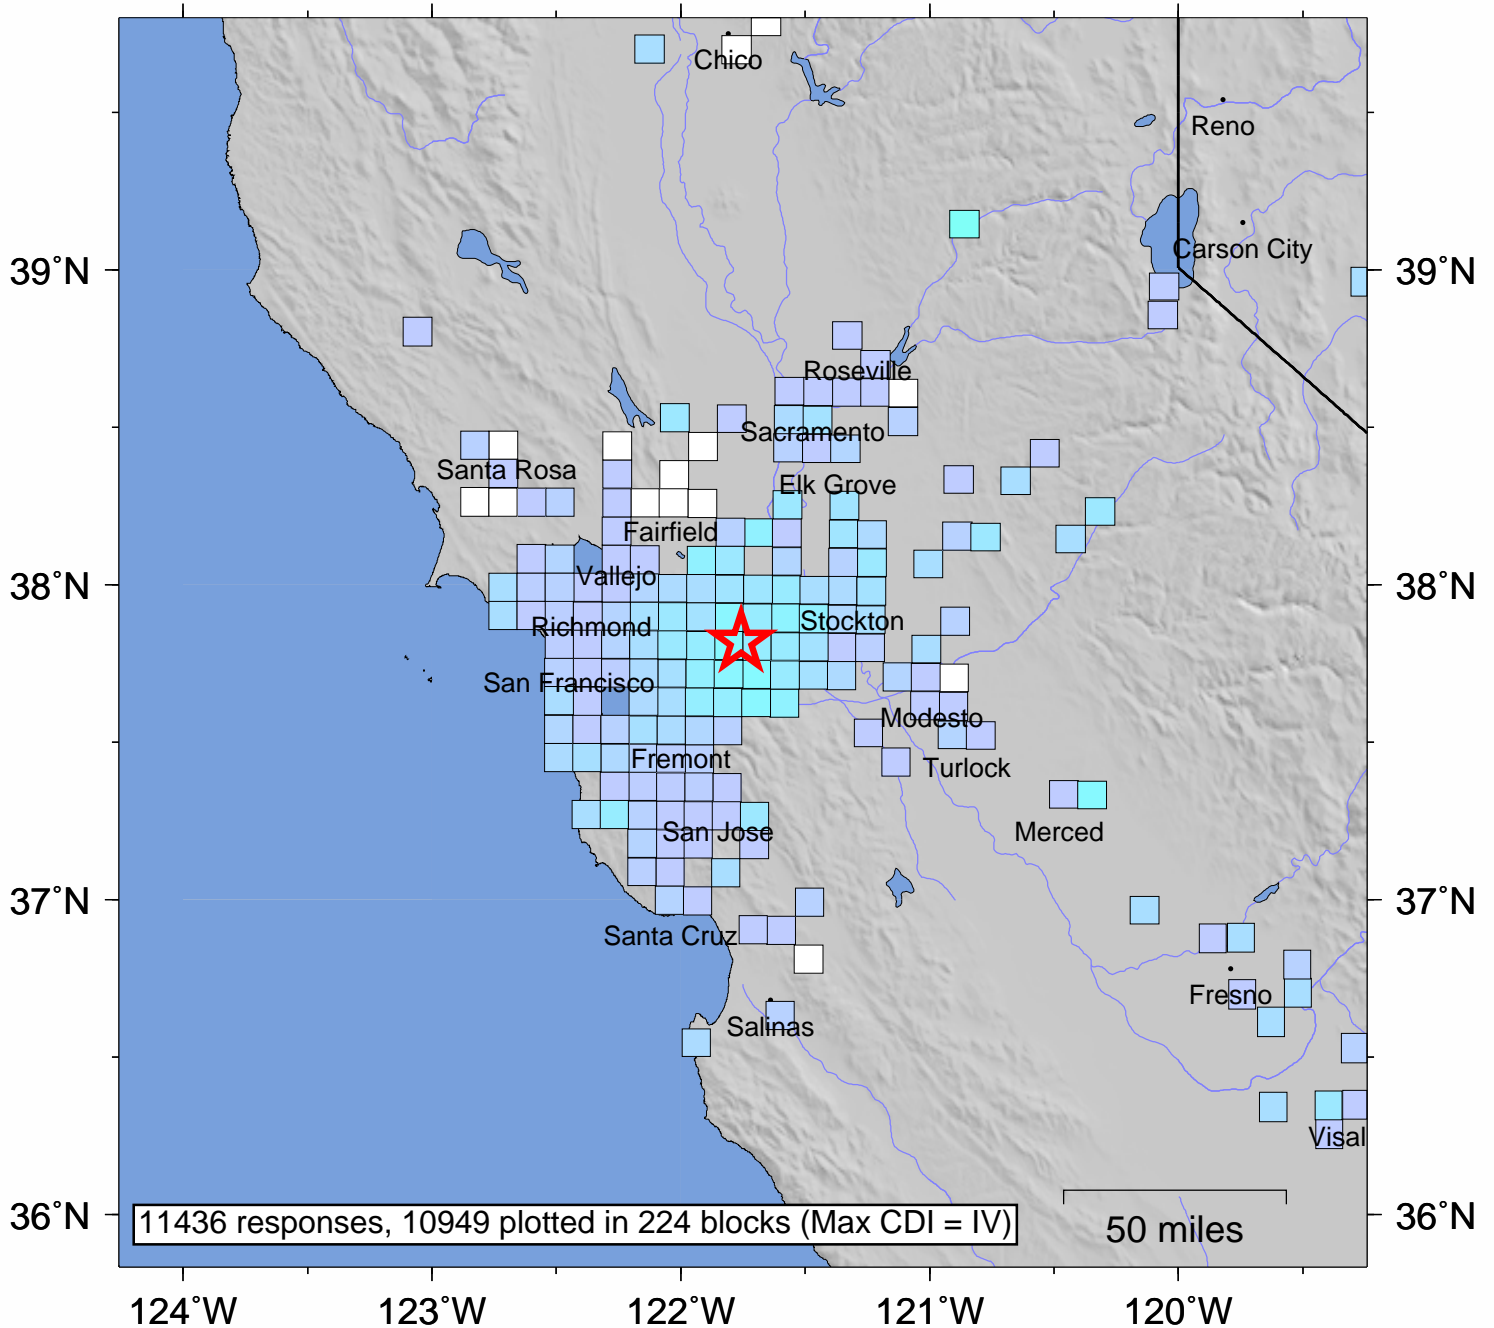 Chico
Reno
Carson City
39˚N
39˚N
Roseville
Sacramento
Santa Rosa
Elk Grove
Fairfield
Vallejo
38˚N
38˚N
Stockton
Richmond
San Francisco
Modesto
Fremont
Turlock
San Jose
Merced
37˚N
37˚N
Santa Cruz
Fresno
Salinas
Visal
36˚N
36˚N
11436 responses, 10949 plotted in 224 blocks (Max CDI = IV)
50 miles
124˚W
123˚W
122˚W
121˚W
120˚W